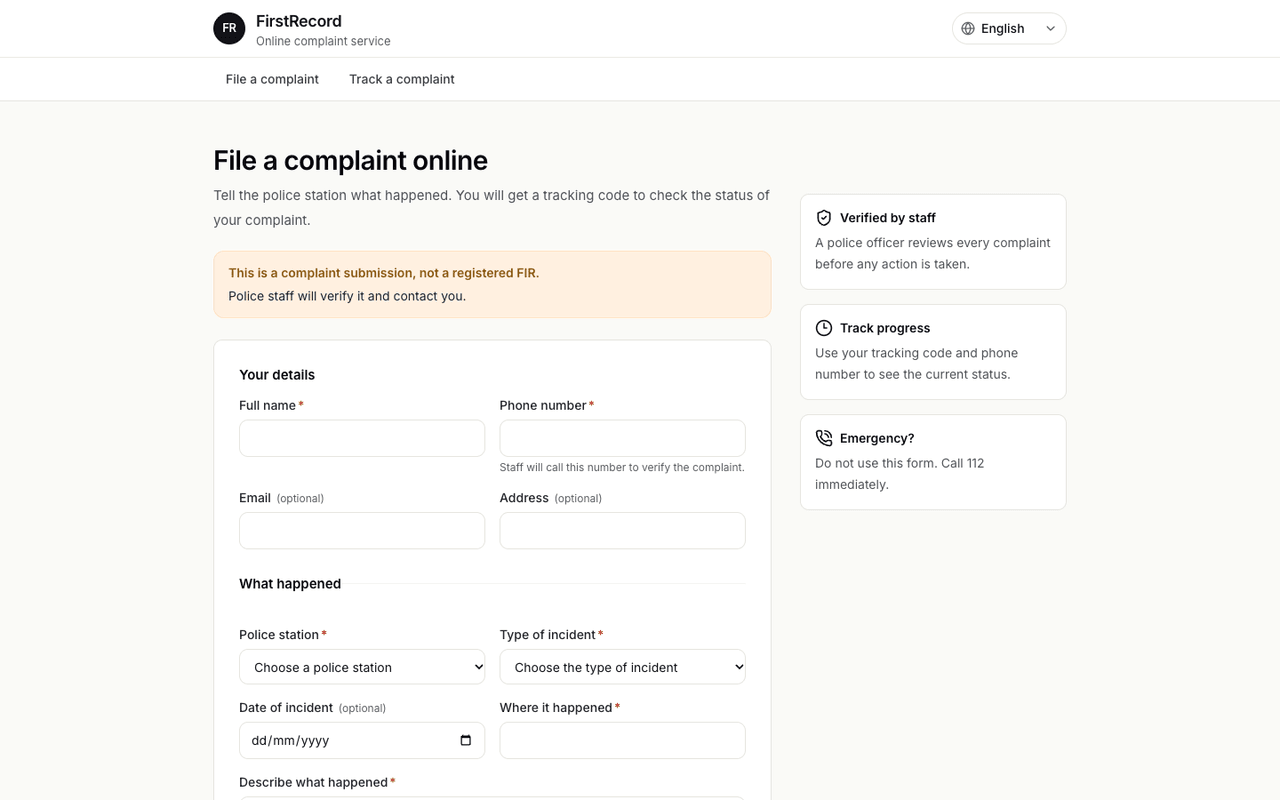 FR
FirstRecord
Online complaint service
English
File a complaint
Track a complaint
File a complaint online
Tell the police station what happened. You will get a tracking code to check the status of
your complaint.
This is a complaint submission, not a registered FIR.
Police staff will verify it and contact you.
Your details
Full name *
Phone number *
Staff will call this number to verify the complaint.
Email (optional)
Address (optional)
What happened
Police station *
Type of incident *
Choose a police station
Choose the type of incident
Date of incident (optional)
Where it happened *
dd/mm/yyyy
Describe what happened *
Verified by staff
A police officer reviews every complaint
before any action is taken.
Track progress
Use your tracking code and phone
number to see the current status.
Emergency?
Do not use this form. Call 112
immediately.